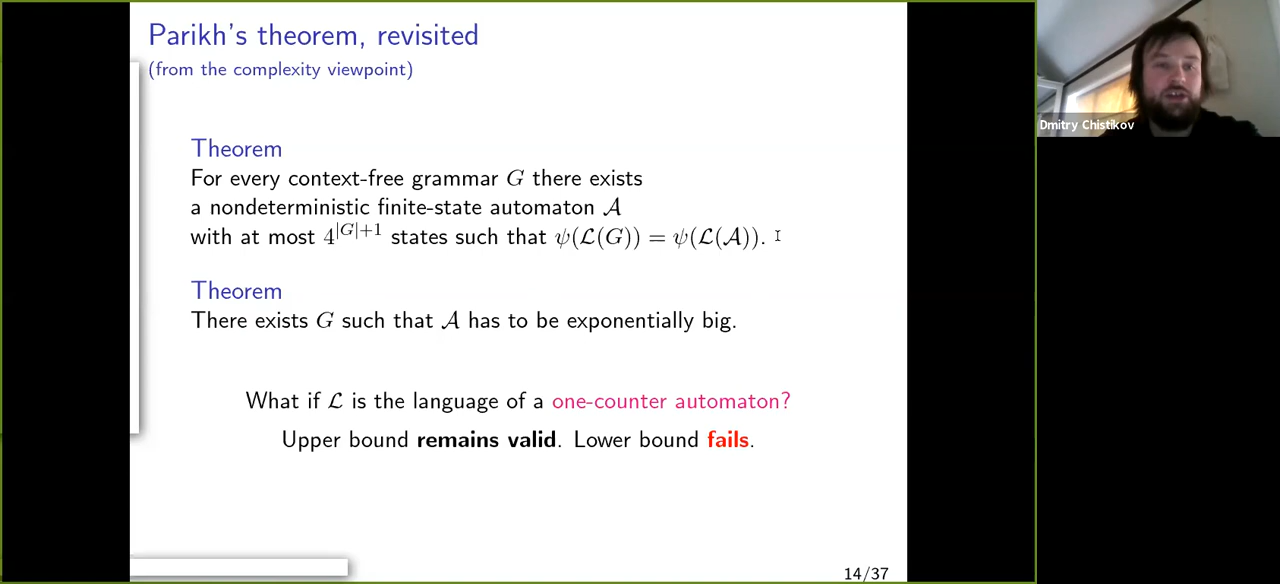 Parikh's theorem, revisited
(from the complexity viewpoint)
Theorem
For every context-free grammar G there exists
a nondeterministic finite-state automaton 𝒜
with at most 4^{|G|+1} states such that ψ(ℒ(G)) = ψ(ℒ(𝒜)).
Theorem
There exists G such that 𝒜 has to be exponentially big.
What if ℒ is the language of a one-counter automaton?
Upper bound remains valid. Lower bound fails.
14/37
Dmitry Chistikov